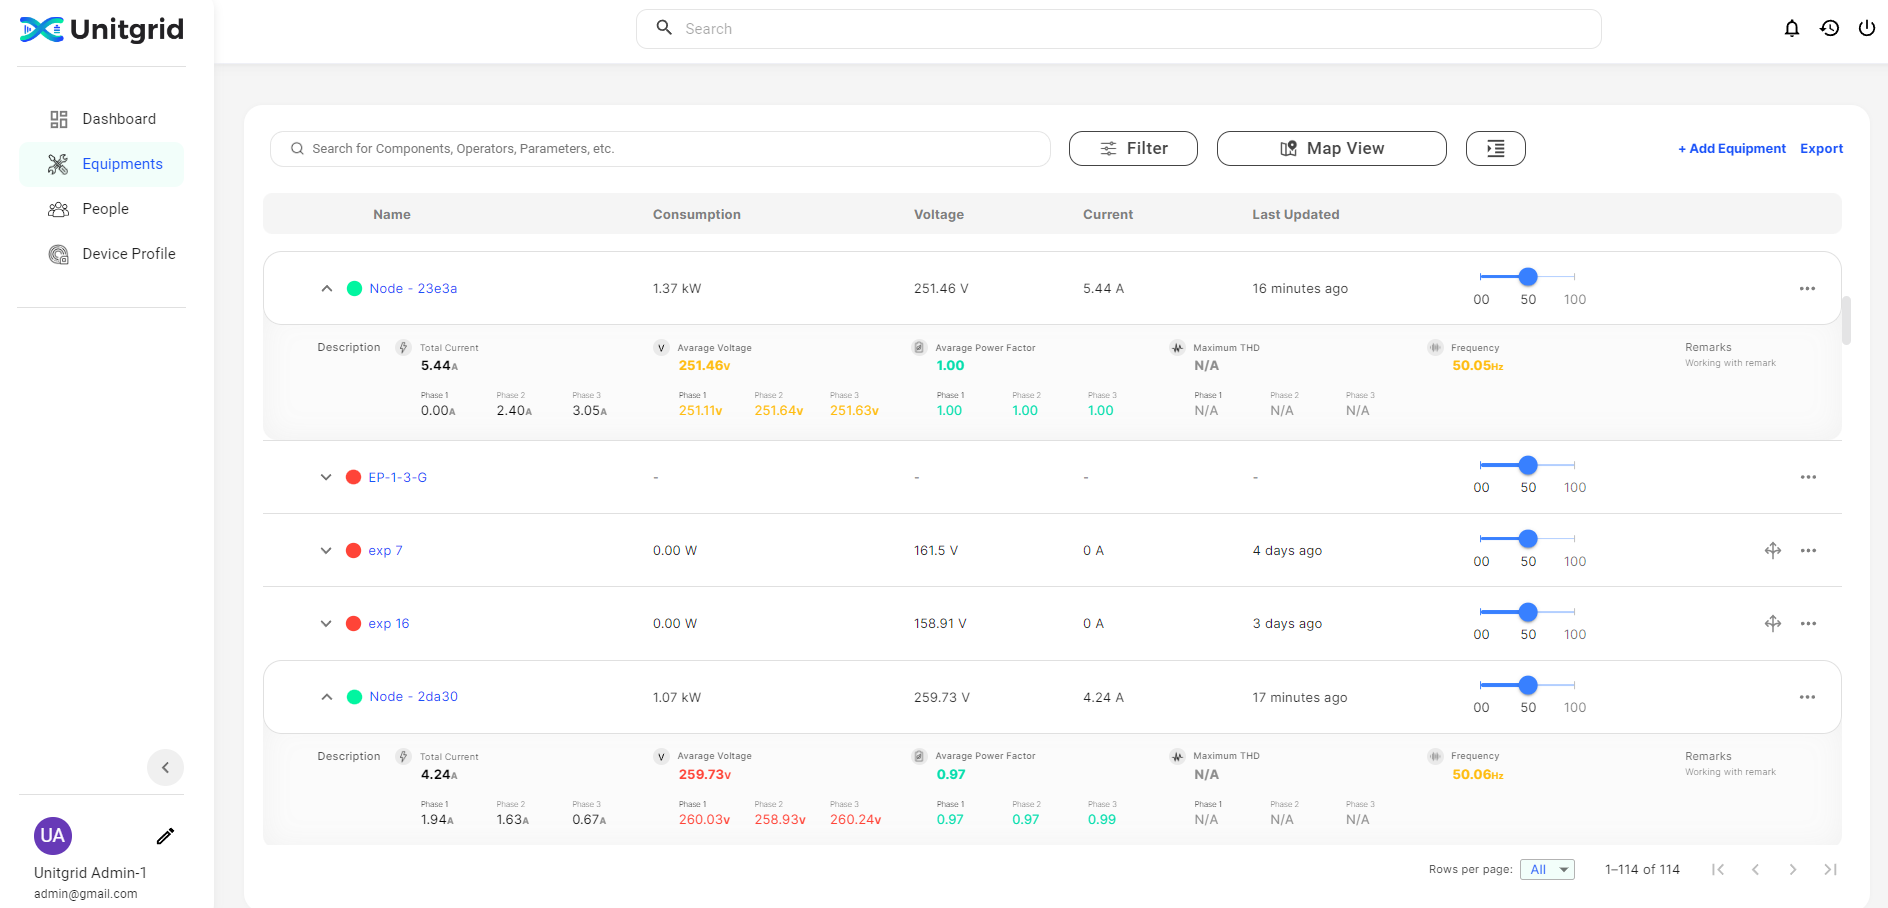 Unitgrid
Search
Dashboard
Equipments
People
Device Profile
Search for Components, Operators, Parameters, etc.
Filter
Map View
+ Add Equipment Export
Name Consumption Voltage Current Last Updated
Node - 23e3a 1.37 kW 251.46 V 5.44 A 16 minutes ago
00 50 100
Description Total Current Avarage Voltage Avarage Power Factor Maximum THD Frequency Remarks
5.44A 251.46V 1.00 N/A 50.05Hz Working with remark
Phase 1 Phase 2 Phase 3 Phase 1 Phase 2 Phase 3 Phase 1 Phase 2 Phase 3 Phase 1 Phase 2 Phase 3
0.00A 2.40A 3.05A 251.11V 251.64V 251.63V 1.00 1.00 1.00 N/A N/A N/A
EP-1-3-G - - - -
00 50 100
exp 7 0.00 W 161.5 V 0 A 4 days ago
00 50 100
exp 16 0.00 W 158.91 V 0 A 3 days ago
00 50 100
Node - 2da30 1.07 kW 259.73 V 4.24 A 17 minutes ago
00 50 100
Description Total Current Avarage Voltage Avarage Power Factor Maximum THD Frequency Remarks
4.24A 259.73V 0.97 N/A 50.06Hz Working with remark
Phase 1 Phase 2 Phase 3 Phase 1 Phase 2 Phase 3 Phase 1 Phase 2 Phase 3 Phase 1 Phase 2 Phase 3
1.94A 1.63A 0.67A 260.03V 258.93V 260.24V 0.97 0.97 0.99 N/A N/A N/A
Rows per page: All 1–114 of 114
UA
Unitgrid Admin-1
admin@gmail.com